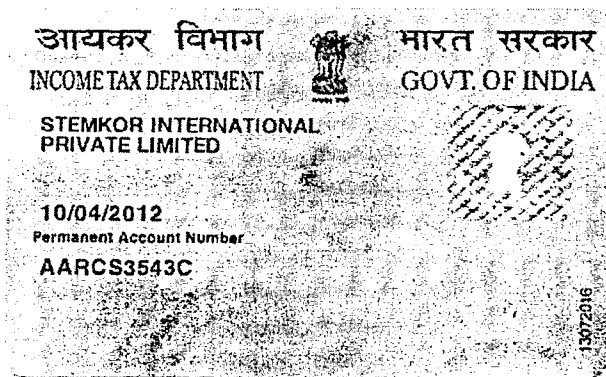 आयकर विभाग
भारत सरकार
INCOME TAX DEPARTMENT
GOVT. OF INDIA
STEMKOR INTERNATIONAL
PRIVATE LIMITED
10/04/2012
Permanent Account Number
AARCS3543C
13072016